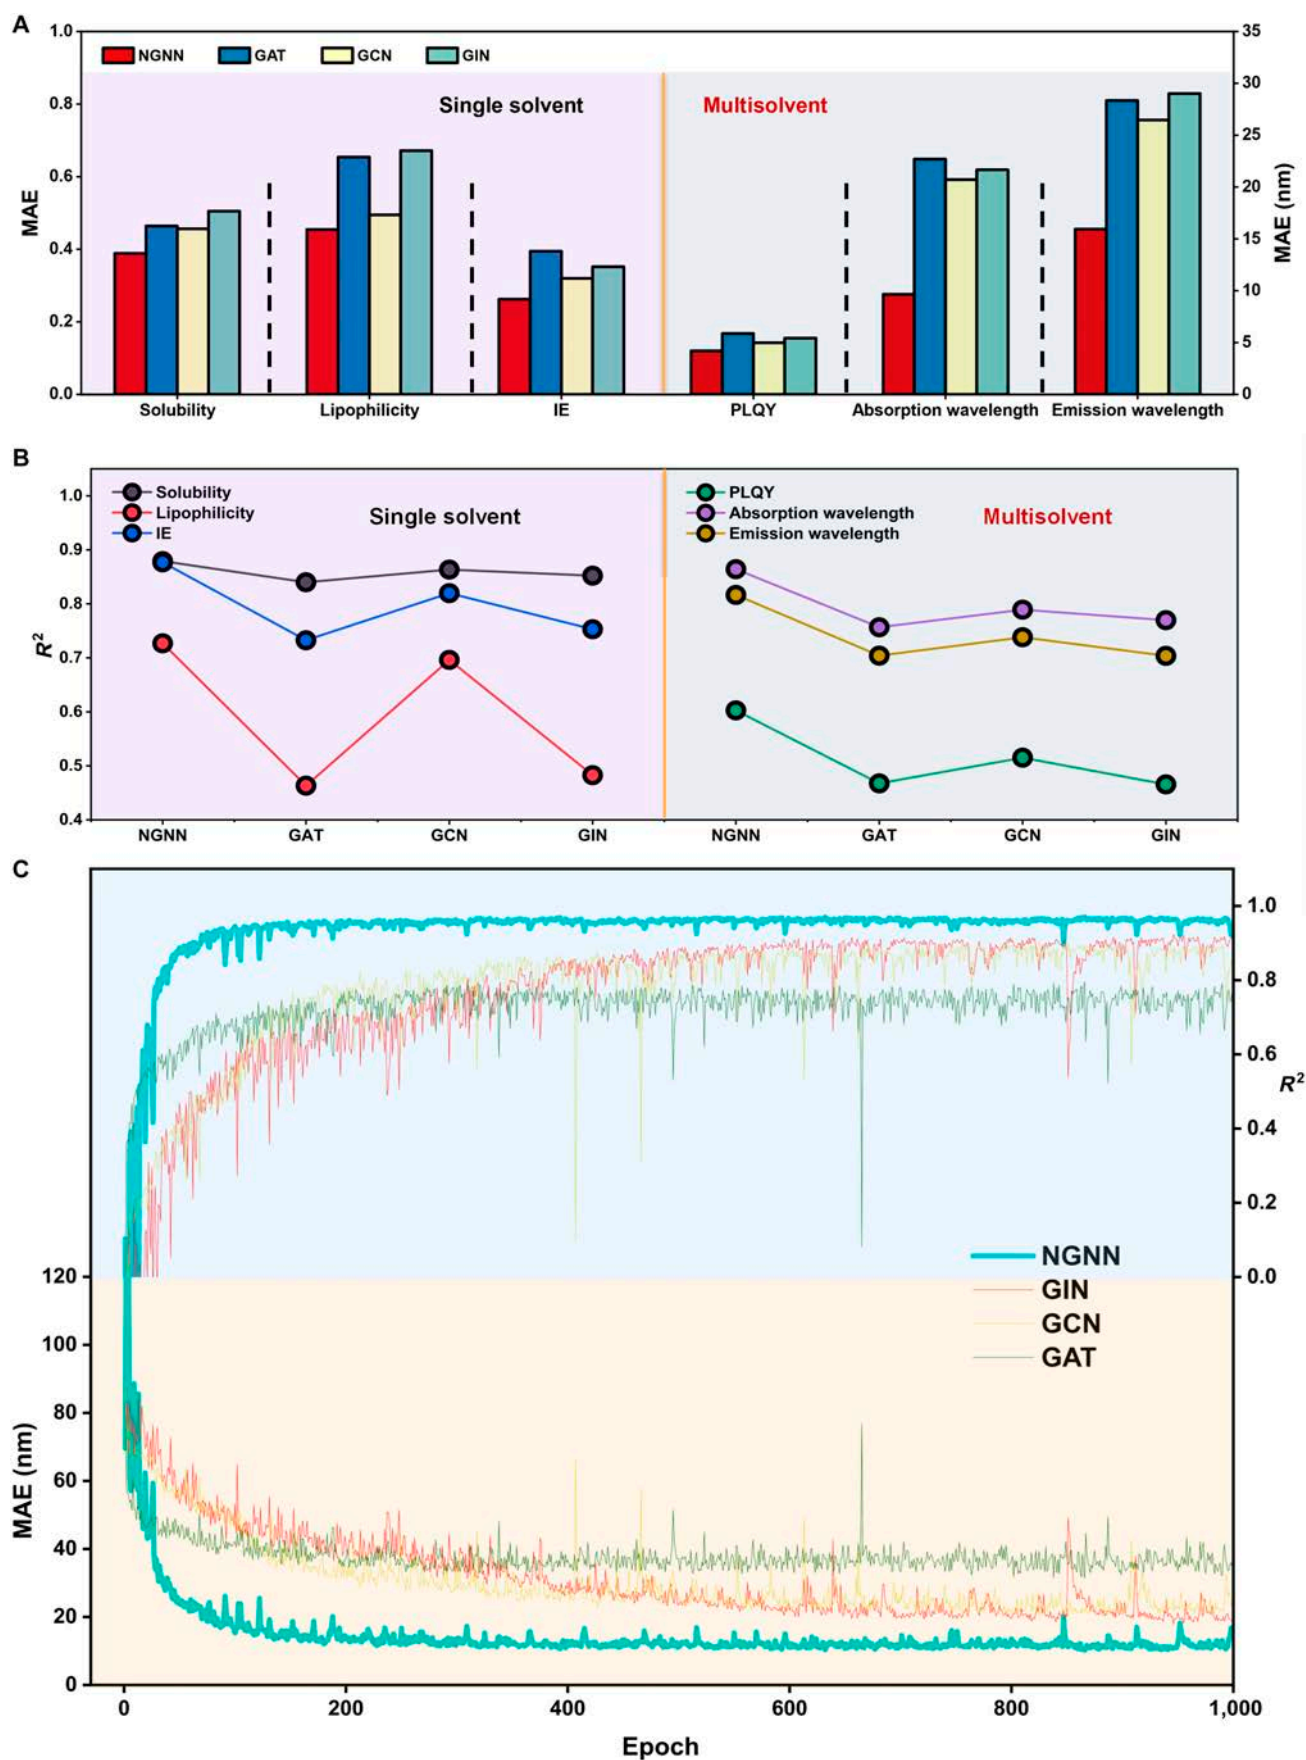 A
1.0
0.8
0.6
0.4
0.2
0.0
MAE
NGNN GAT GCN GIN
Single solvent Multisolvent
35
30
25
20
15
10
5
0
MAE (nm)
Solubility Lipophilicity IE PLQY Absorption wavelength Emission wavelength
B
1.0
0.9
0.8
0.7
0.6
0.5
0.4
R²
Solubility
Lipophilicity
IE
Single solvent
PLQY
Absorption wavelength
Emission wavelength
Multisolvent
NGNN GAT GCN GIN NGNN GAT GCN GIN
C
1.0
0.8
0.6
0.4
0.2
0.0
R²
NGNN
GIN
GCN
GAT
120
100
80
60
40
20
0
MAE (nm)
0 200 400 600 800 1,000
Epoch